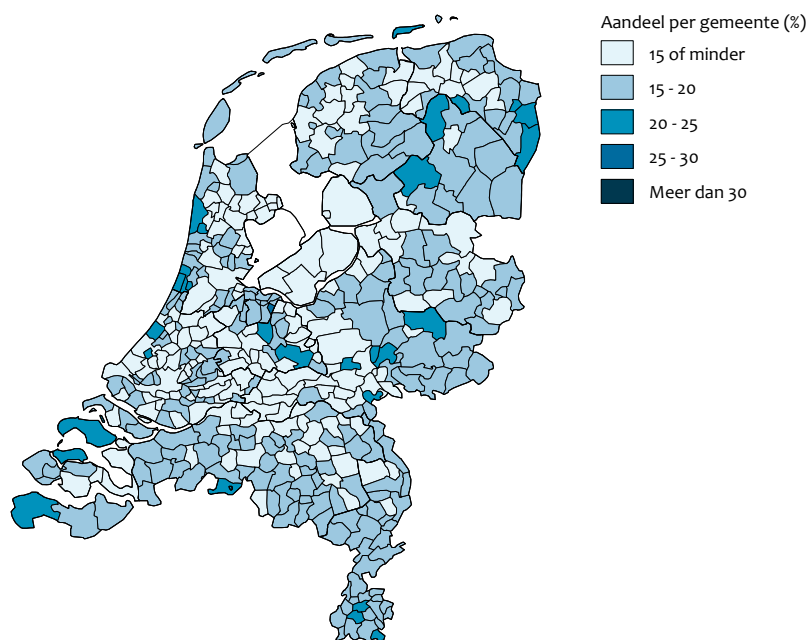 Aandeel per gemeente (%)
15 of minder
15 - 20
20 - 25
25 - 30
Meer dan 30